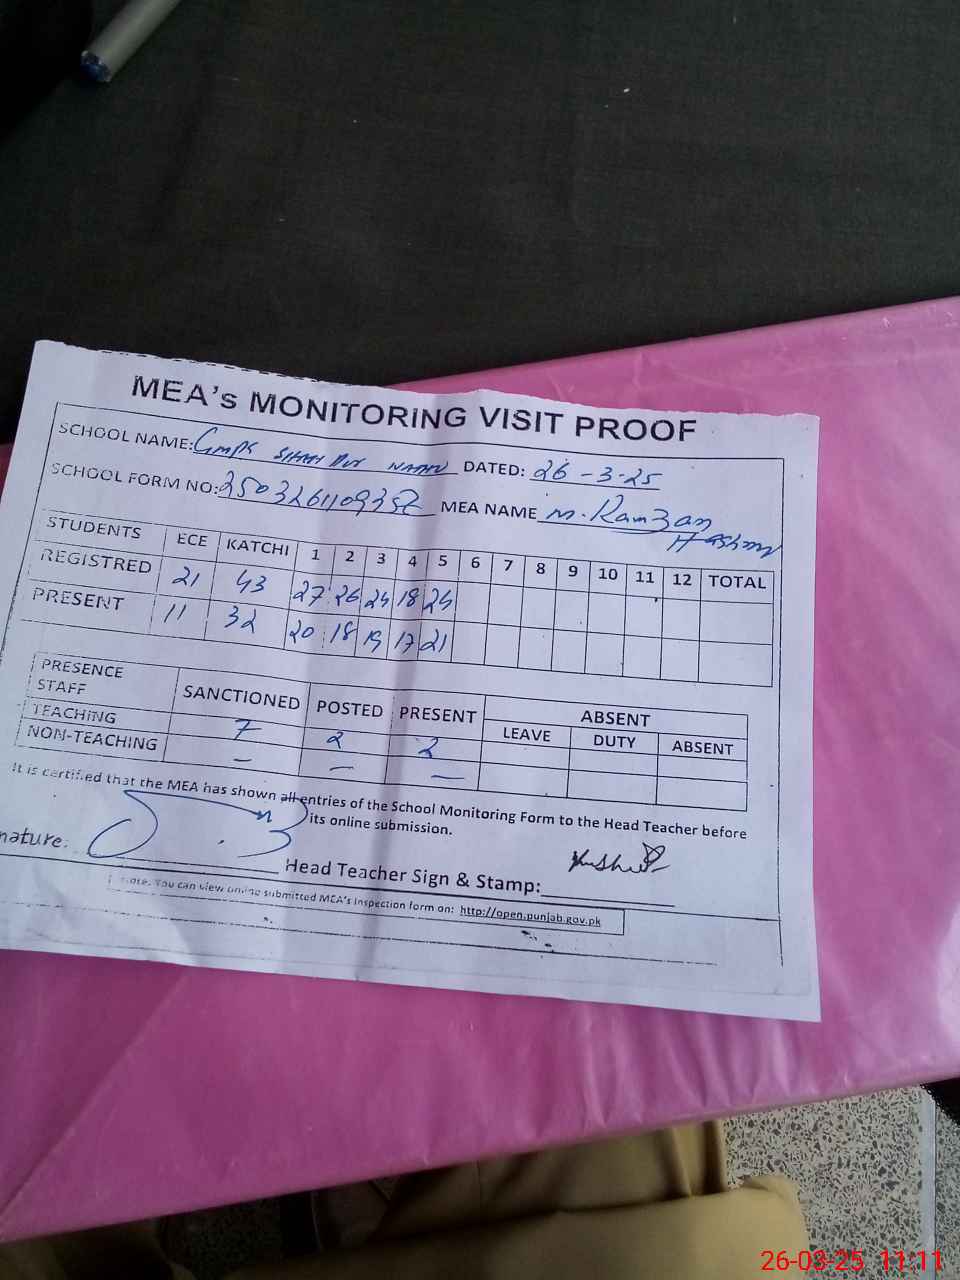 MEA's MONITORING VISIT PROOF
SCHOOL NAME: GMPS SHAH PUR NAHU DATED: 26-3-25
SCHOOL FORM NO: MEA NAME M. Ramzan Hashmi
STUDENTS ECE KATCHI 1 2 3 4 5 6 7 8 9 10 11 12 TOTAL
REGISTRED 21 43 27 26 24 18 24
PRESENT 11 32 20 18 19 17 21
PRESENCE STAFF SANCTIONED POSTED PRESENT ABSENT
LEAVE DUTY ABSENT
TEACHING 7 2 2
NON-TEACHING — — —
It is certified that the MEA has shown all entries of the School Monitoring Form to the Head Teacher before
its online submission.
nature:
Head Teacher Sign & Stamp:
Note: You can view online submitted MEA's Inspection form on: http://open.punjab.gov.pk
26-03-25 11:11